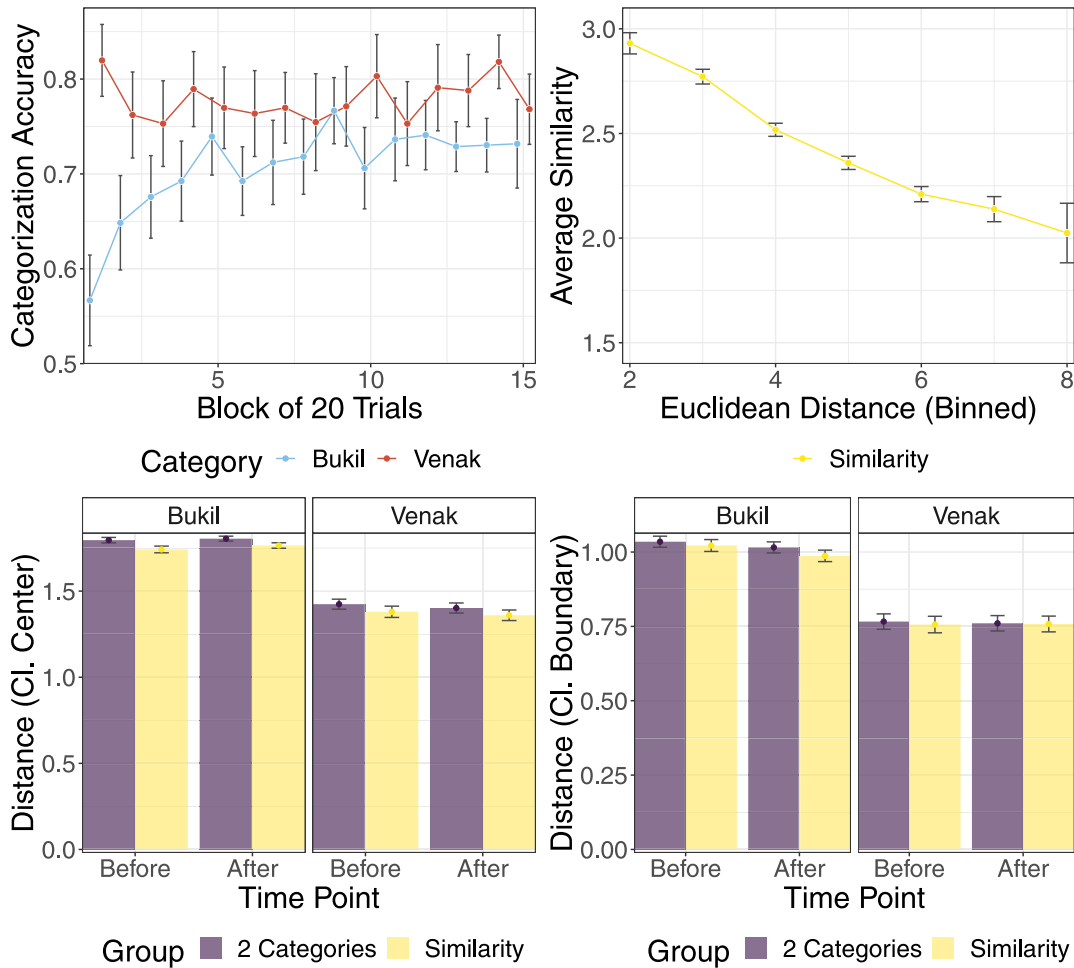 Categorization Accuracy
0.8
0.7
0.6
0.5
5
10
15
Block of 20 Trials
Category Bukil Venak
Average Similarity
3.0
2.5
2.0
1.5
2
4
6
8
Euclidean Distance (Binned)
Similarity
Distance (Cl. Center)
Bukil
Venak
1.5
1.0
0.5
0.0
Before
After
Before
After
Time Point
Group 2 Categories Similarity
Distance (Cl. Boundary)
Bukil
Venak
1.00
0.75
0.50
0.25
0.00
Before
After
Before
After
Time Point
Group 2 Categories Similarity